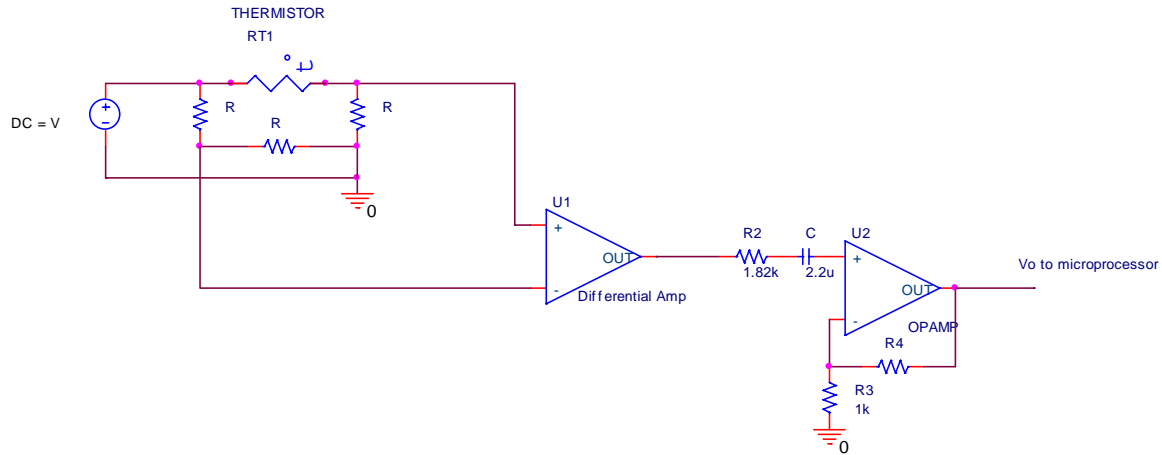 THERMISTOR
RT1
t
DC = V
+
-
R
R
R
0
U1
+
-
OUT
Differential Amp
R2
1.82k
C
2.2u
U2
+
-
OUT
OPAMP
Vo to microprocessor
R4
R3
1k
0